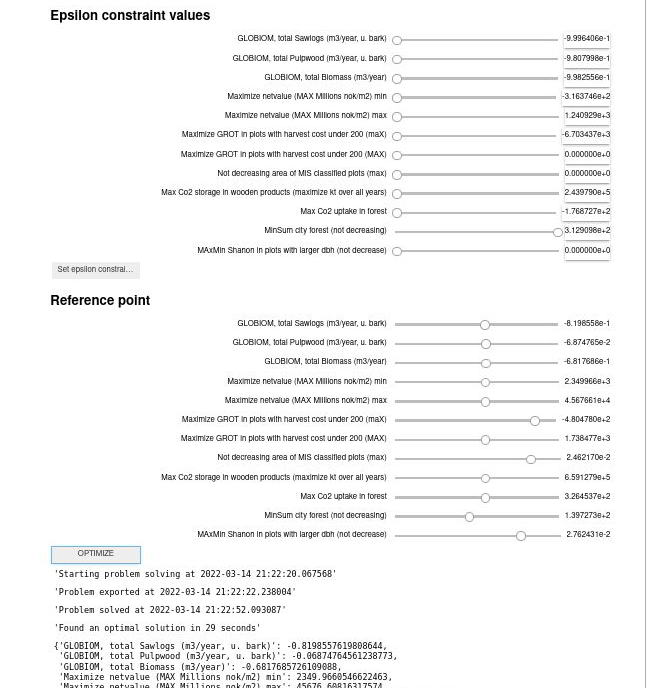 Epsilon constraint values
GLOBIOM, total Sawlogs (m3/year, u. bark) -9.996406e-1
GLOBIOM, total Pulpwood (m3/year, u. bark) -9.807998e-1
GLOBIOM, total Biomass (m3/year) -9.982556e-1
Maximize netvalue (MAX Millions nok/m2) min -3.163746e+2
Maximize netvalue (MAX Millions nok/m2) max 1.240929e+3
Maximize GROT in plots with harvest cost under 200 (maX) -6.703437e+3
Maximize GROT in plots with harvest cost under 200 (MAX) 0.000000e+0
Not decreasing area of MIS classified plots (max) 0.000000e+0
Max Co2 storage in wooden products (maximize kt over all years) 2.439790e+5
Max Co2 uptake in forest -1.768727e+2
MinSum city forest (not decreasing) 3.129098e+2
MAxMin Shanon in plots with larger dbh (not decrease) 0.000000e+0
Set epsilon constrai...
Reference point
GLOBIOM, total Sawlogs (m3/year, u. bark) -8.198558e-1
GLOBIOM, total Pulpwood (m3/year, u. bark) -6.874765e-2
GLOBIOM, total Biomass (m3/year) -6.817686e-1
Maximize netvalue (MAX Millions nok/m2) min 2.349966e+3
Maximize netvalue (MAX Millions nok/m2) max 4.567661e+4
Maximize GROT in plots with harvest cost under 200 (maX) -4.804780e+2
Maximize GROT in plots with harvest cost under 200 (MAX) 1.738477e+3
Not decreasing area of MIS classified plots (max) 2.462170e-2
Max Co2 storage in wooden products (maximize kt over all years) 6.591279e+5
Max Co2 uptake in forest 3.264537e+2
MinSum city forest (not decreasing) 1.397273e+2
MAxMin Shanon in plots with larger dbh (not decrease) 2.762431e-2
OPTIMIZE
'Starting problem solving at 2022-03-14 21:22:20.067568'
'Problem exported at 2022-03-14 21:22:22.238004'
'Problem solved at 2022-03-14 21:22:52.093087'
'Found an optimal solution in 29 seconds'
{'GLOBIOM, total Sawlogs (m3/year, u. bark)': -0.8198557619808644,
'GLOBIOM, total Pulpwood (m3/year, u. bark)': -0.06874764561238773,
'GLOBIOM, total Biomass (m3/year)': -0.6817685726109088,
'Maximize netvalue (MAX Millions nok/m2) min': 2349.9660546622463,
'Maximize netvalue (MAX Millions nok/m2) max': 45676.60816317574,